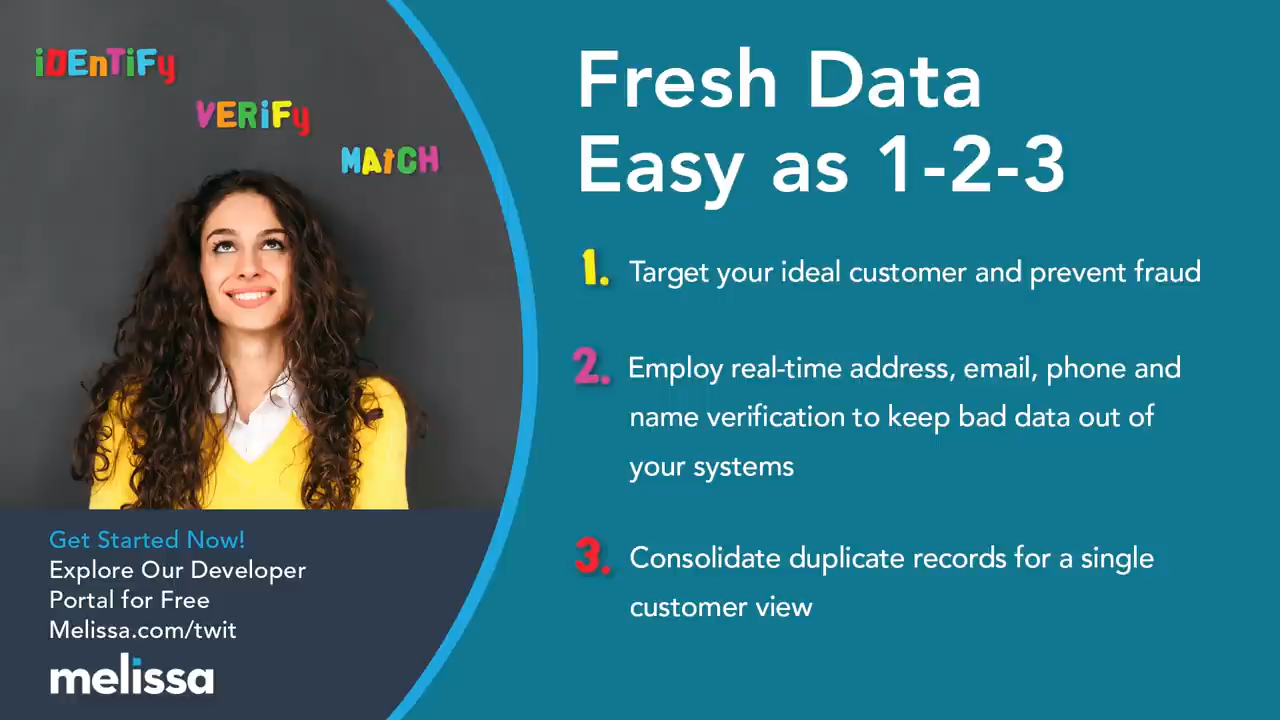 iDEnTiFy
VERiFy
MAtCH
Fresh Data
Easy as 1-2-3
1. Target your ideal customer and prevent fraud
2. Employ real-time address, email, phone and
name verification to keep bad data out of
your systems
3. Consolidate duplicate records for a single
customer view
Get Started Now!
Explore Our Developer
Portal for Free
Melissa.com/twit
melissa